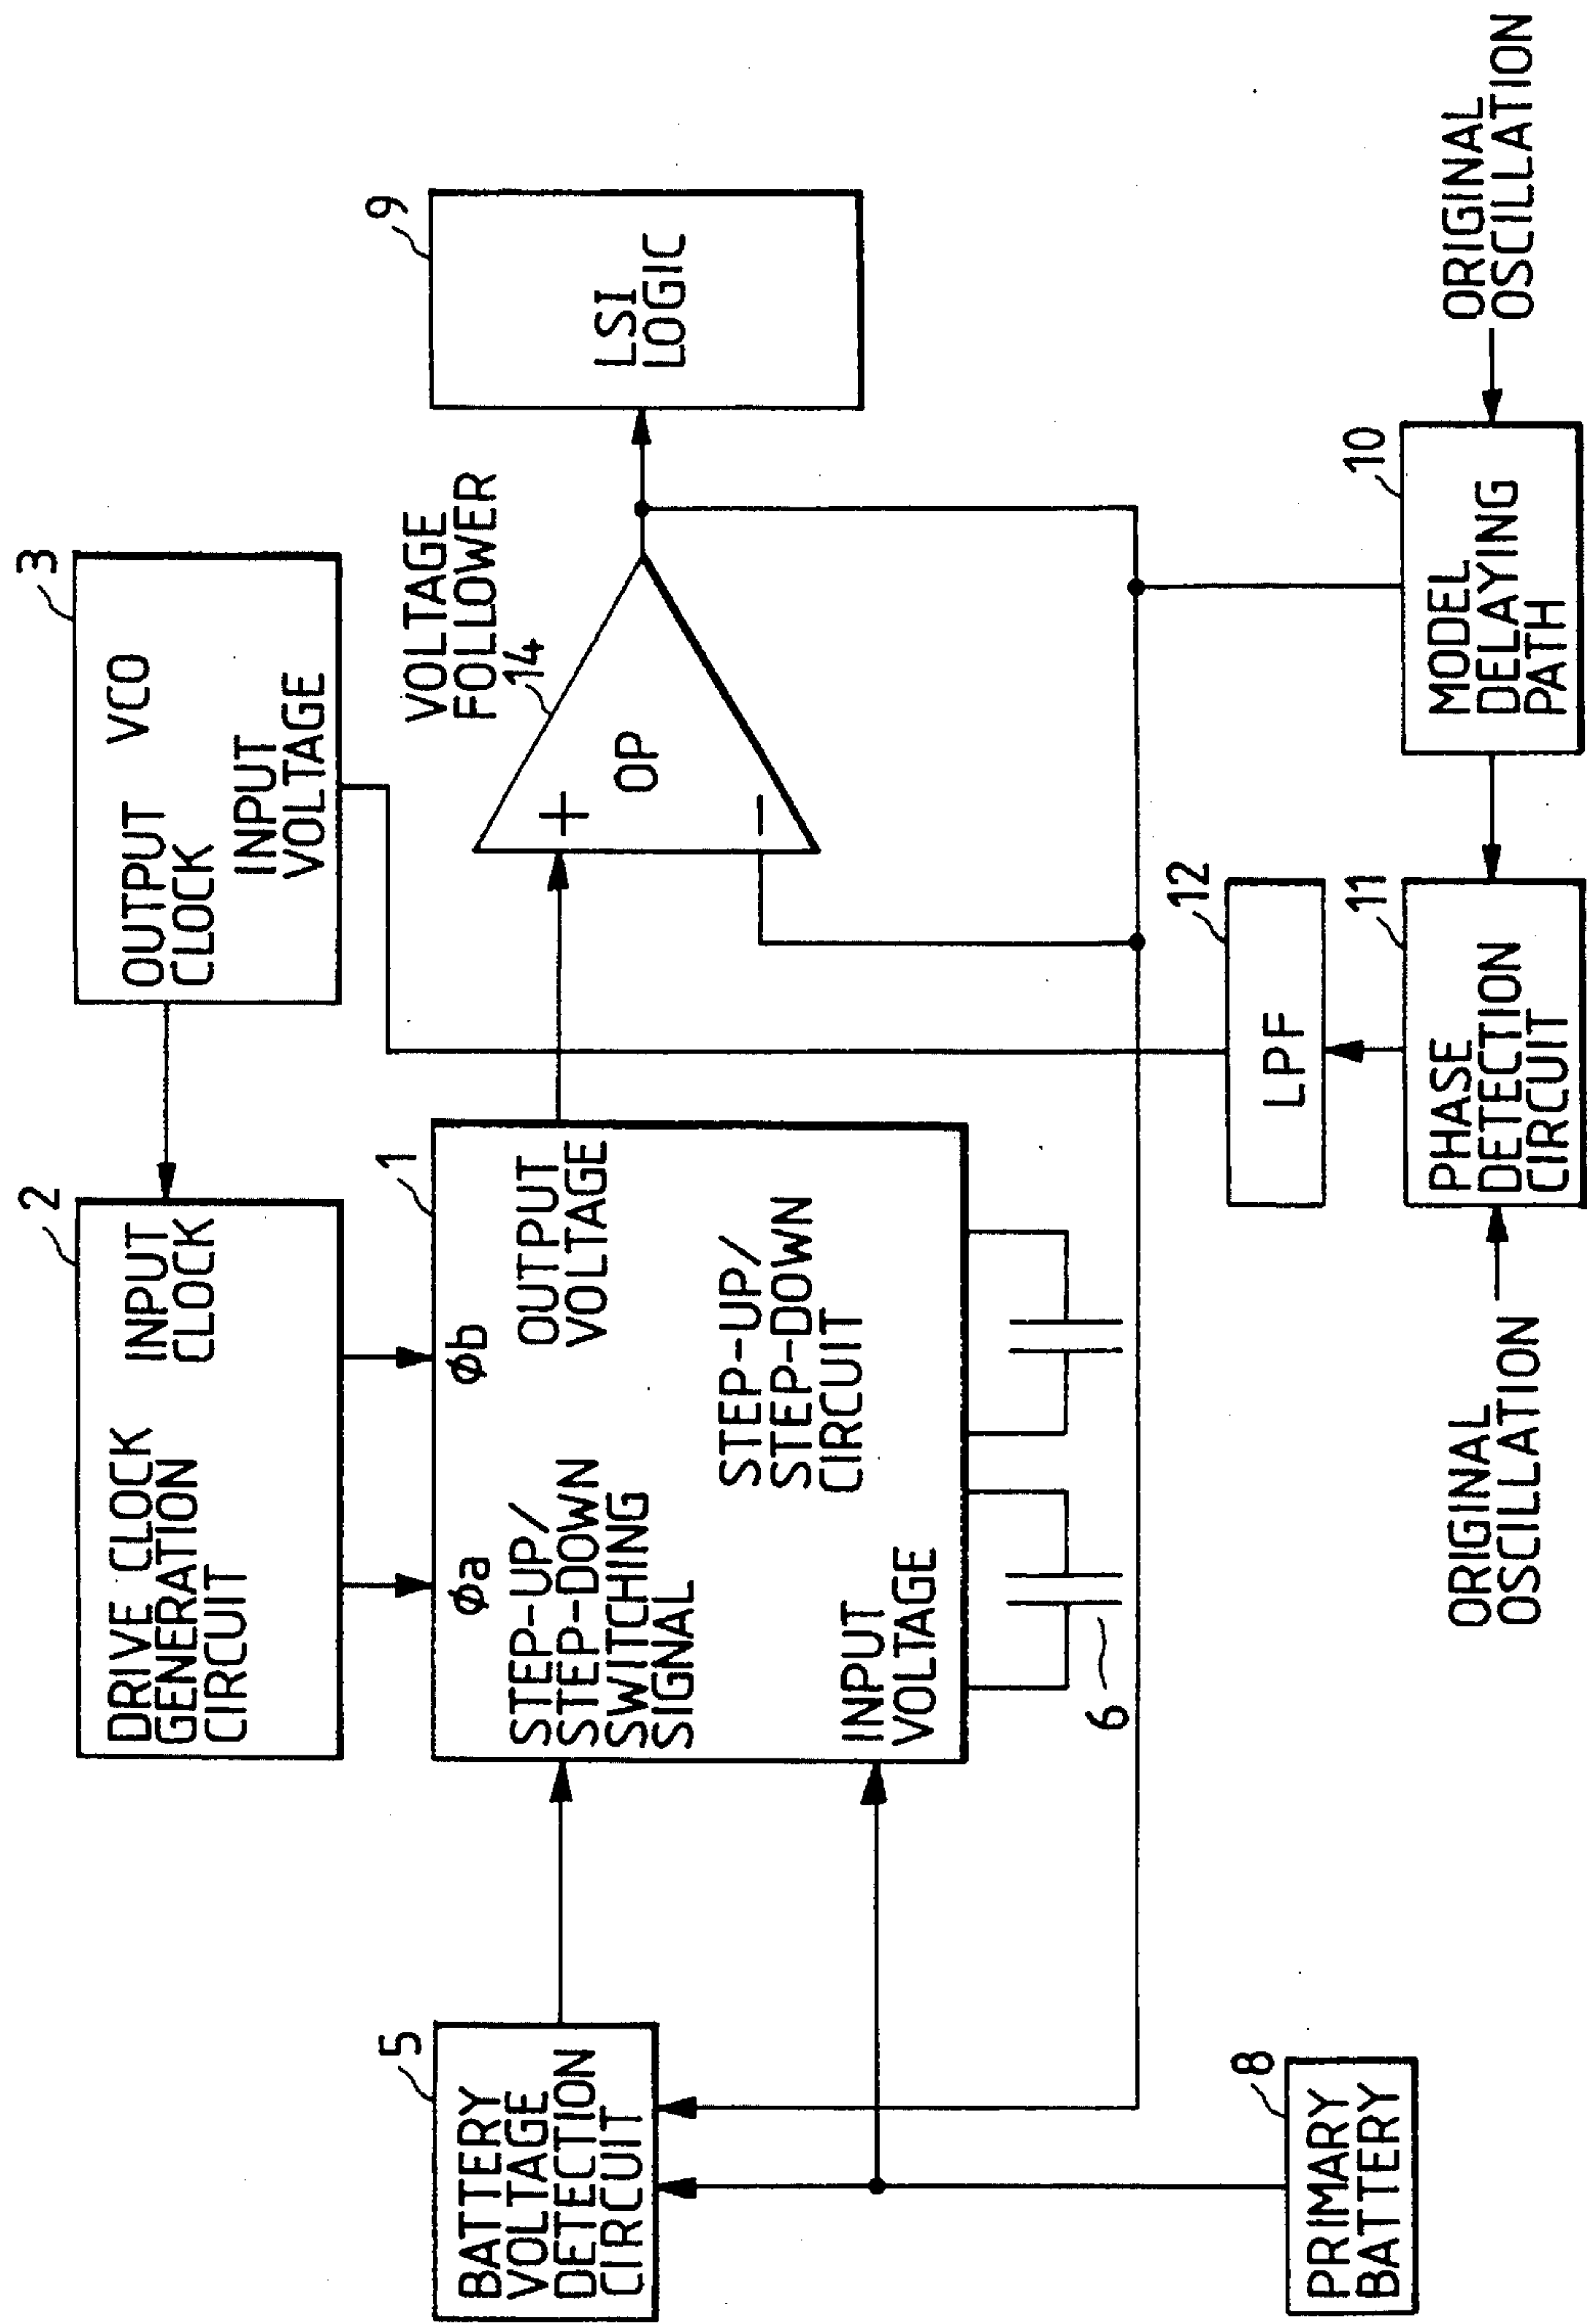 2
DRIVE CLOCK
GENERATION
CIRCUIT
INPUT
CLOCK
3
OUTPUT
CLOCK
VCO
INPUT
VOLTAGE
5
BATTERY
VOLTAGE
DETECTION
CIRCUIT
1
φa
φb
STEP-UP/
STEP-DOWN
SWITCHING
SIGNAL
OUTPUT
VOLTAGE
STEP-UP/
STEP-DOWN
CIRCUIT
INPUT
VOLTAGE
6
VOLTAGE
FOLLOWER
14
+
OP
−
9
LSI
LOGIC
8
PRIMARY
BATTERY
12
LPF
11
PHASE
DETECTION
CIRCUIT
10
MODEL
DELAYING
PATH
ORIGINAL
OSCILLATION
ORIGINAL
OSCILLATION